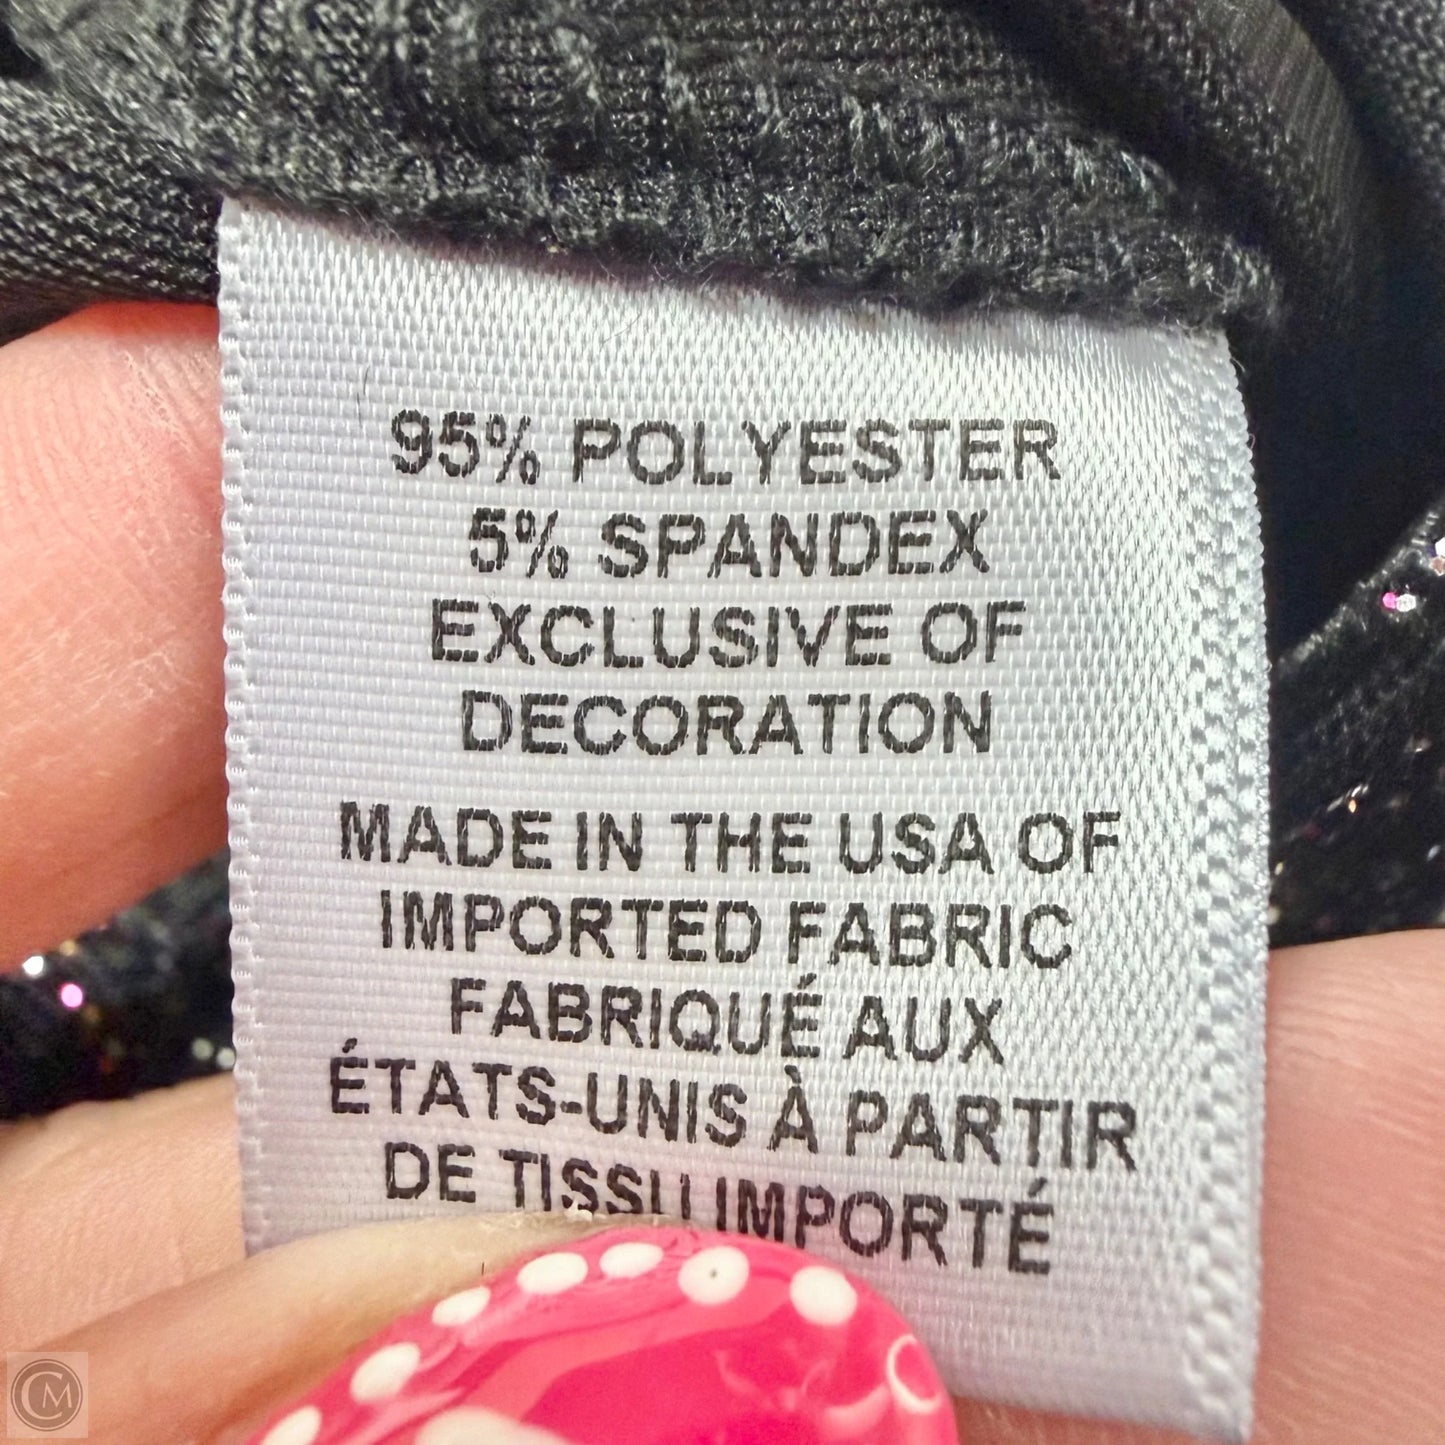 95% POLYESTER
5% SPANDEX
EXCLUSIVE OF
DECORATION
MADE IN THE USA OF
IMPORTED FABRIC
FABRIQUÉ AUX
ÉTATS-UNIS À PARTIR
DE TISSU IMPORTÉ
CM